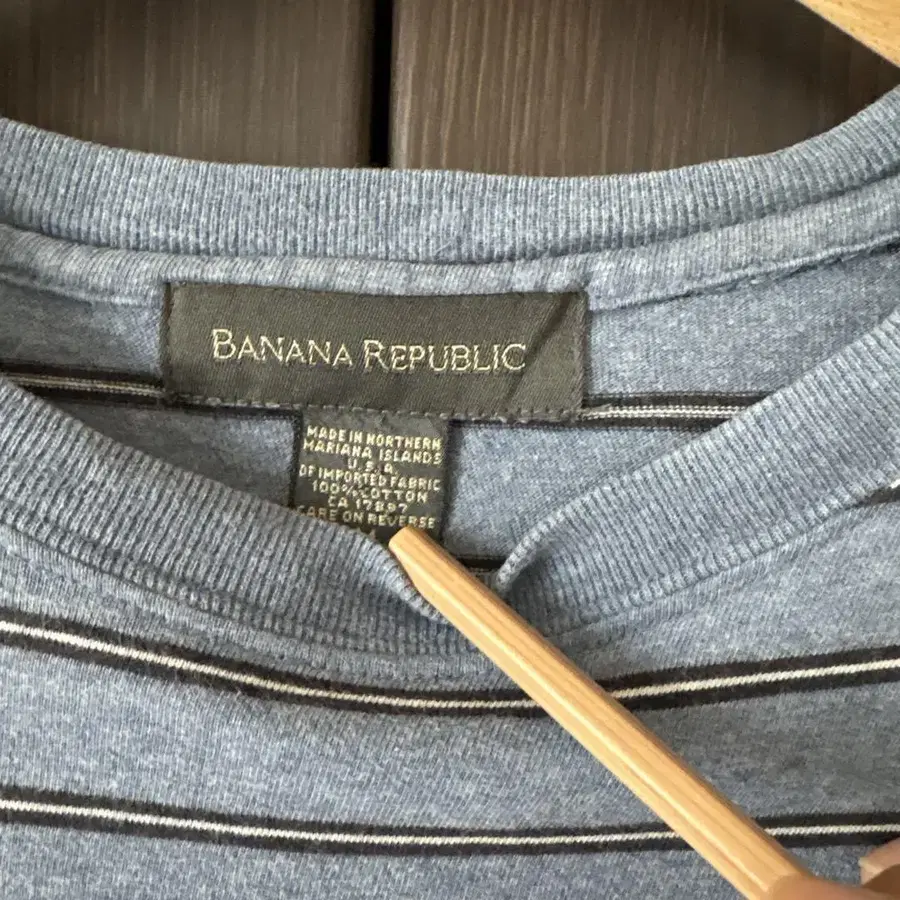 BANANA REPUBLIC
MADE IN NORTHERN
MARIANA ISLANDS
U.S.A.
OF IMPORTED FABRIC
100% COTTON
CA 17897
CARE ON REVERSE